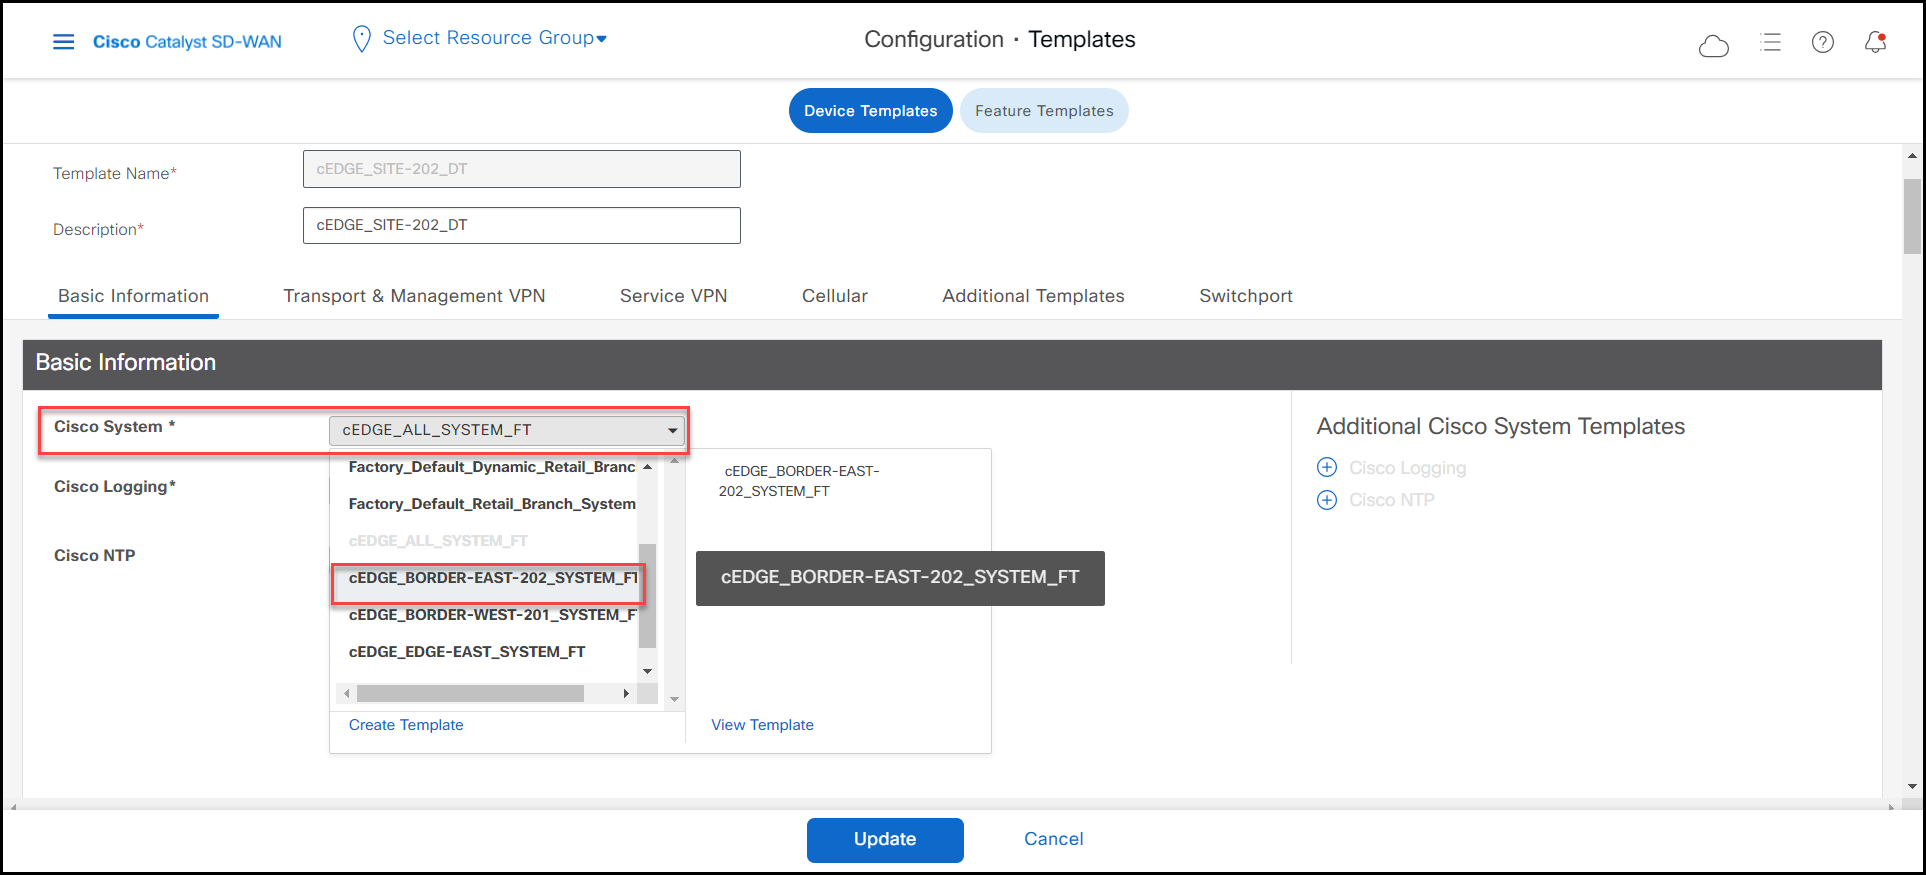 Cisco Catalyst SD-WAN
Select Resource Group
Configuration · Templates
Device Templates
Feature Templates
Template Name*
cEDGE_SITE-202_DT
Description*
cEDGE_SITE-202_DT
Basic Information
Transport & Management VPN
Service VPN
Cellular
Additional Templates
Switchport
Basic Information
Cisco System *
cEDGE_ALL_SYSTEM_FT
Cisco Logging*
Cisco NTP
Factory_Default_Dynamic_Retail_Branc
Factory_Default_Retail_Branch_System
cEDGE_ALL_SYSTEM_FT
cEDGE_BORDER-EAST-202_SYSTEM_FT
cEDGE_BORDER-WEST-201_SYSTEM_F
cEDGE_EDGE-EAST_SYSTEM_FT
Create Template
cEDGE_BORDER-EAST-
202_SYSTEM_FT
cEDGE_BORDER-EAST-202_SYSTEM_FT
View Template
Additional Cisco System Templates
Cisco Logging
Cisco NTP
Update
Cancel